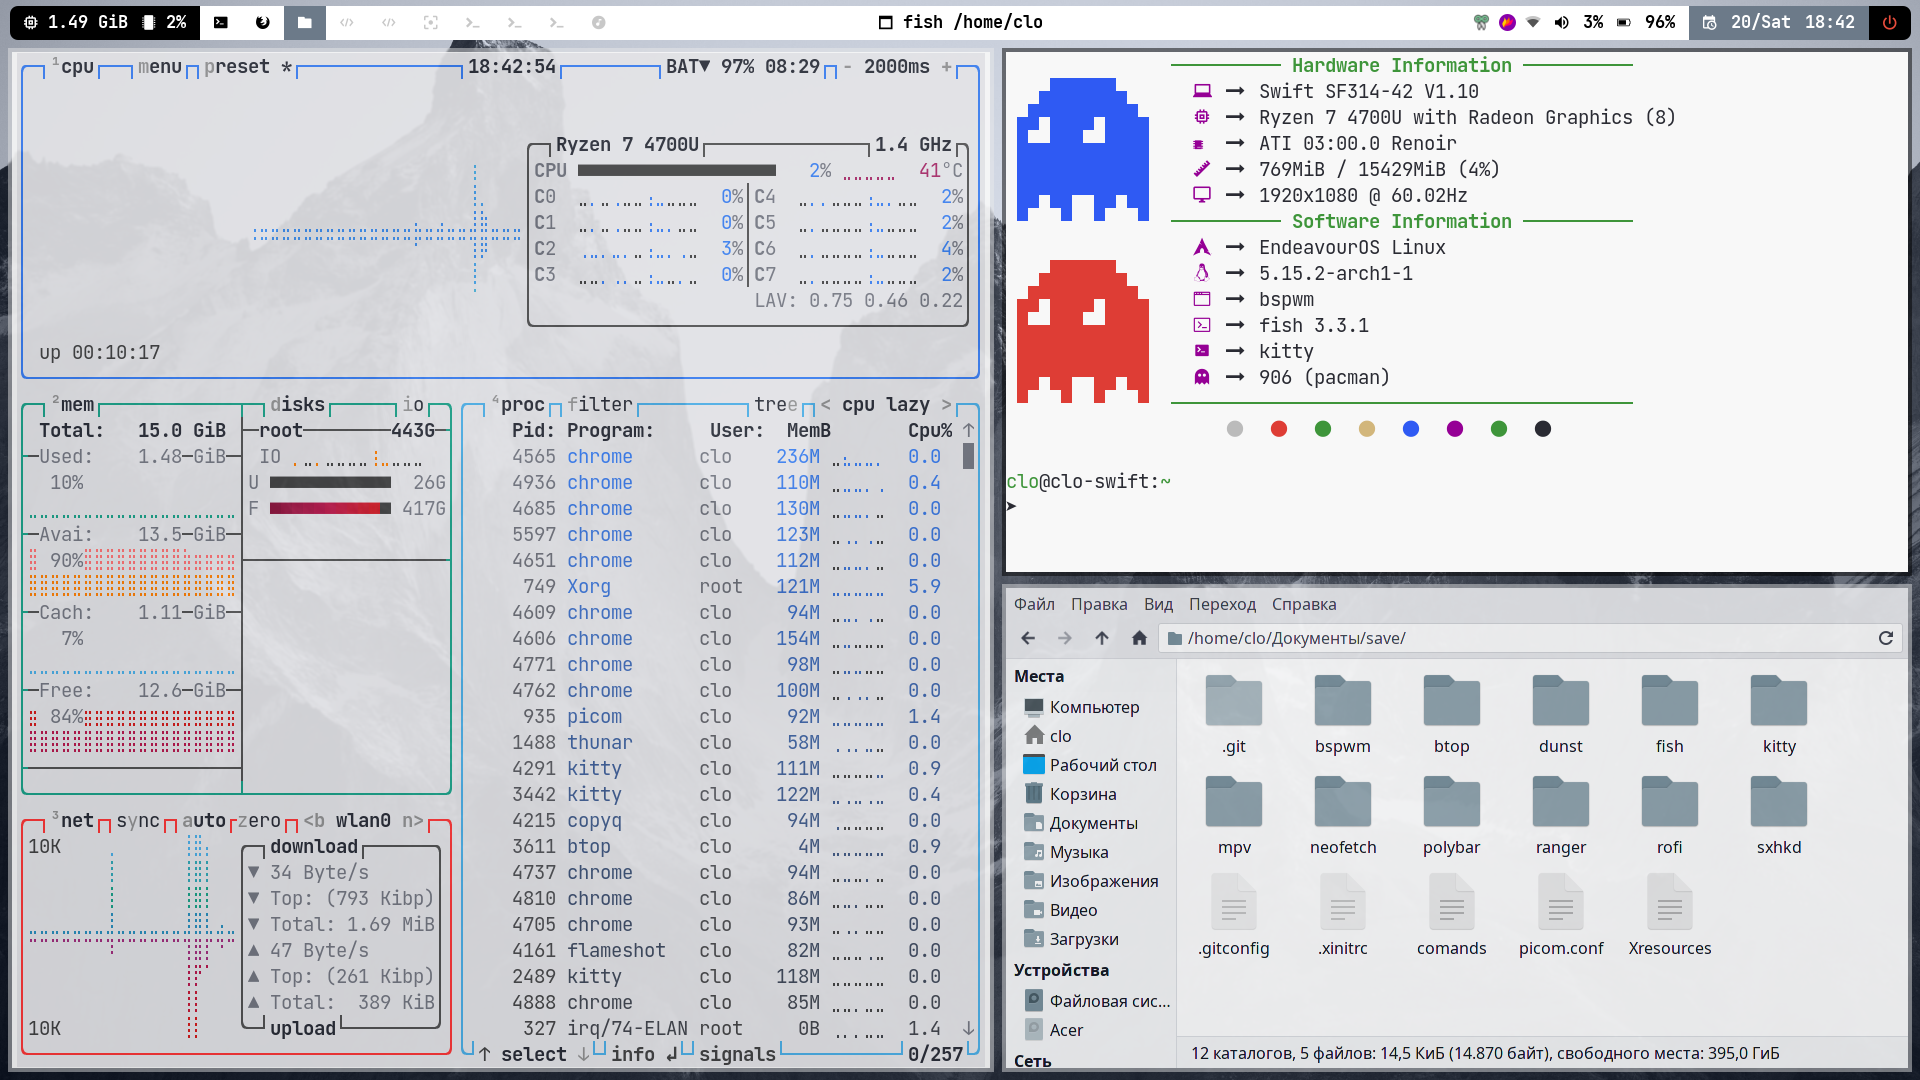 1.49 GiB 2%
fish /home/clo
3% 96% 20/Sat 18:42
¹cpu menu preset * 18:42:54 BAT▼ 97% 08:29 - 2000ms +
Ryzen 7 4700U 1.4 GHz
CPU 2% 41°C
C0 0% C4 2%
C1 0% C5 2%
C2 3% C6 4%
C3 0% C7 2%
LAV: 0.75 0.46 0.22
up 00:10:17
²mem disks io
Total: 15.0 GiB root 443G
Used: 1.48 GiB IO
10% U 26G
F 417G
Avai: 13.5 GiB
90%
Cach: 1.11 GiB
7%
Free: 12.6 GiB
84%
³net sync auto zero <b wlan0 n>
10K download
▼ 34 Byte/s
▼ Top: (793 Kibp)
▼ Total: 1.69 MiB
▲ 47 Byte/s
▲ Top: (261 Kibp)
▲ Total: 389 KiB
10K upload
⁴proc filter tree < cpu lazy >
Pid: Program: User: MemB Cpu% ↑
4565 chrome clo 236M 0.0
4936 chrome clo 110M 0.4
4685 chrome clo 130M 0.0
5597 chrome clo 123M 0.0
4651 chrome clo 112M 0.0
749 Xorg root 121M 5.9
4609 chrome clo 94M 0.0
4606 chrome clo 154M 0.0
4771 chrome clo 98M 0.0
4762 chrome clo 100M 0.0
935 picom clo 92M 1.4
1488 thunar clo 58M 0.0
4291 kitty clo 111M 0.9
3442 kitty clo 122M 0.4
4215 copyq clo 94M 0.0
3611 btop clo 4M 0.9
4737 chrome clo 94M 0.0
4810 chrome clo 86M 0.0
4705 chrome clo 93M 0.0
4161 flameshot clo 82M 0.0
2489 kitty clo 118M 0.0
4888 chrome clo 85M 0.0
327 irq/74-ELAN root 0B 1.4 ↓
↑ select ↓ info ↲ signals 0/257
Hardware Information
Swift SF314-42 V1.10
Ryzen 7 4700U with Radeon Graphics (8)
ATI 03:00.0 Renoir
769MiB / 15429MiB (4%)
1920x1080 @ 60.02Hz
Software Information
EndeavourOS Linux
5.15.2-arch1-1
bspwm
fish 3.3.1
kitty
906 (pacman)
clo@clo-swift:~
➤
Файл Правка Вид Переход Справка
/home/clo/Документы/save/
Места
Компьютер
clo
Рабочий стол
Корзина
Документы
Музыка
Изображения
Видео
Загрузки
Устройства
Файловая сис...
Acer
Сеть
.git bspwm btop dunst fish kitty
mpv neofetch polybar ranger rofi sxhkd
.gitconfig .xinitrc comands picom.conf Xresources
12 каталогов, 5 файлов: 14,5 КиБ (14.870 байт), свободного места: 395,0 ГиБ